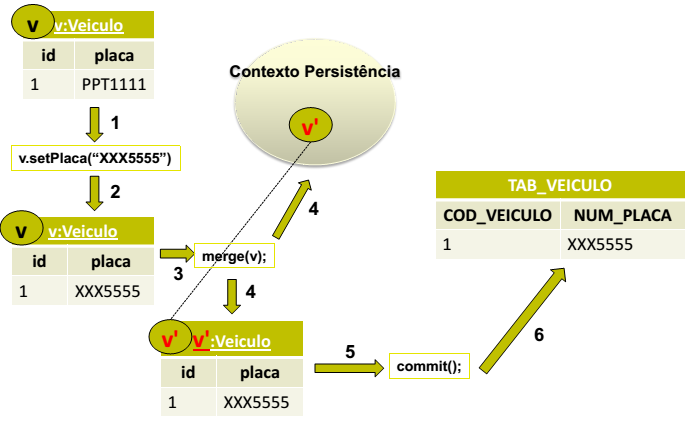 v v:Veiculo
id placa
1 PPT1111
1
v.setPlaca(“XXX5555”)
2
v v:Veiculo
id placa
1 XXX5555
3
merge(v);
4
Contexto Persistência
v'
4
v' v':Veiculo
id placa
1 XXX5555
5
commit();
6
TAB_VEICULO
COD_VEICULO NUM_PLACA
1 XXX5555